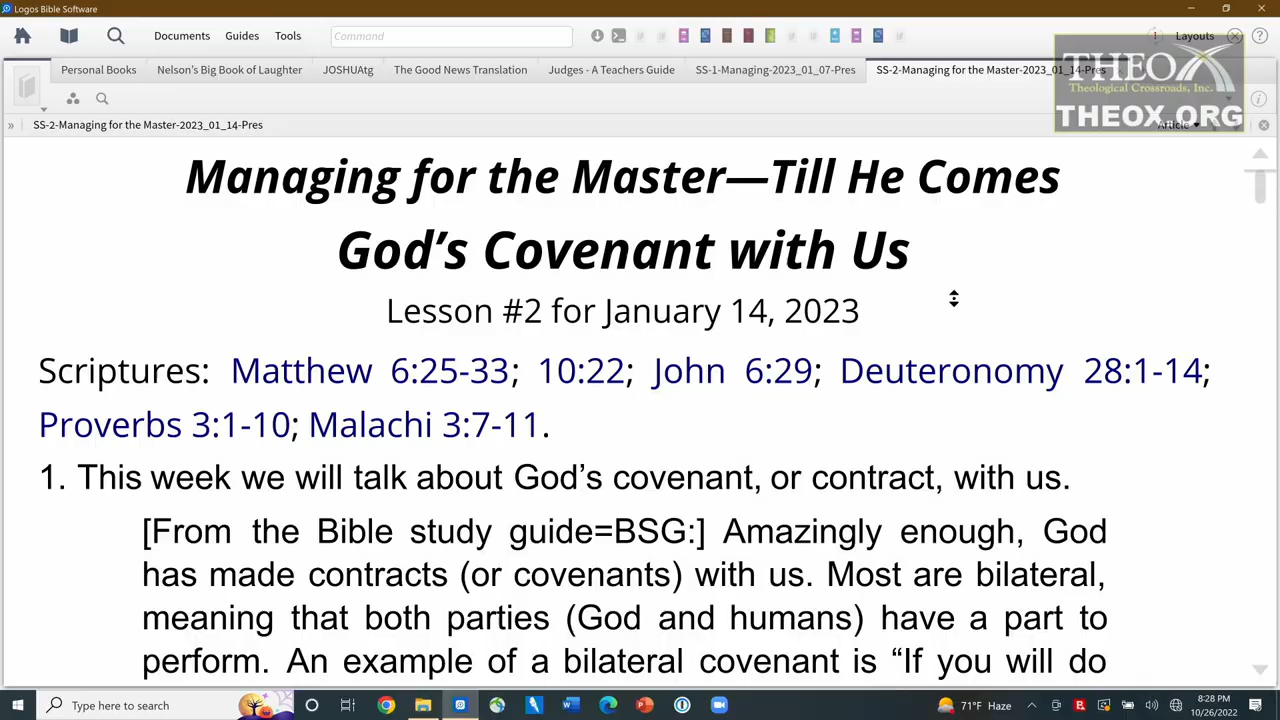 Logos Bible Software
Documents Guides Tools Command Layouts
Personal Books Nelson's Big Book of Laughter Good News Translation Judges - A Teachers Guide SS-1-Managing-2023_01_07-Pres SS-2-Managing for the Master-2023_01_14-Pres
THEOX
Theological Crossroads, Inc.
THEOX.ORG
SS-2-Managing for the Master-2023_01_14-Pres Article
Managing for the Master—Till He Comes
God's Covenant with Us
Lesson #2 for January 14, 2023
Scriptures: Matthew 6:25-33; 10:22; John 6:29; Deuteronomy 28:1-14;
Proverbs 3:1-10; Malachi 3:7-11.
1. This week we will talk about God's covenant, or contract, with us.
[From the Bible study guide=BSG:] Amazingly enough, God
has made contracts (or covenants) with us. Most are bilateral,
meaning that both parties (God and humans) have a part to
perform. An example of a bilateral covenant is “If you will do
Type here to search 71°F Haze 8:28 PM
10/26/2022